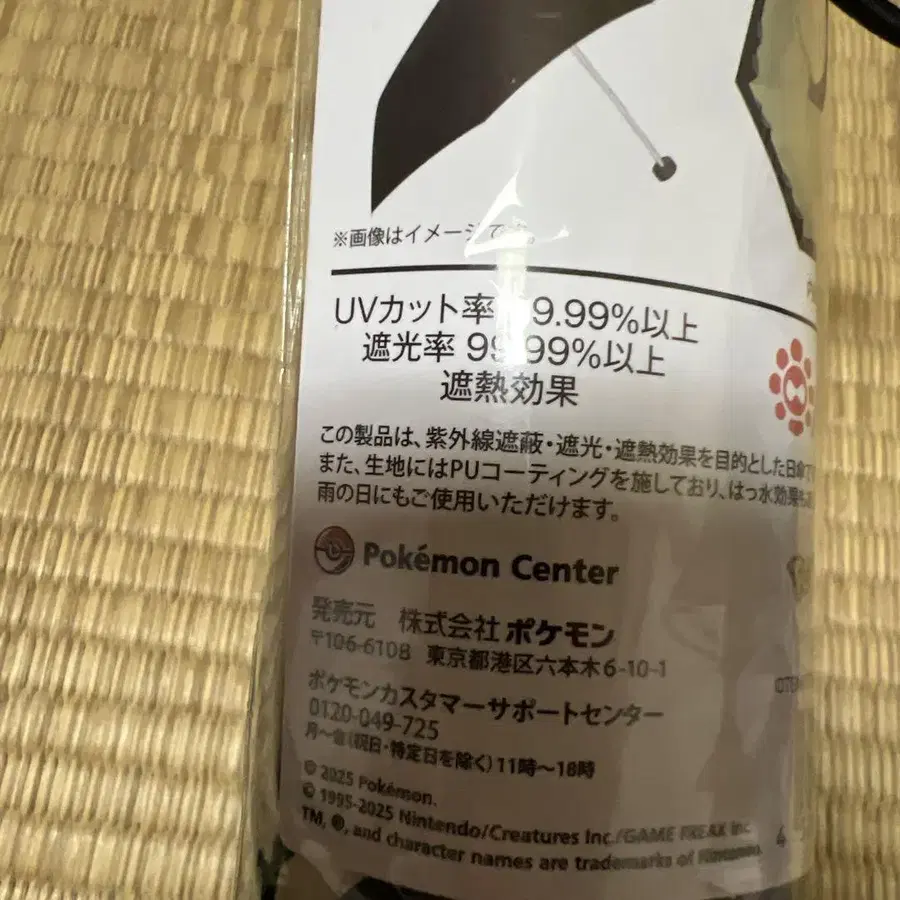 ※画像はイメージです。
UVカット率 99.99%以上
遮光率 99.99%以上
遮熱効果
この製品は、紫外線遮蔽・遮光・遮熱効果を目的とした日傘で
また、生地にはPUコーティングを施しており、はっ水効果も
雨の日にもご使用いただけます。
Pokémon Center
発売元 株式会社ポケモン
〒106-6108 東京都港区六本木6-10-1
ポケモンカスタマーサポートセンター
0120-049-725
月~金(祝日・特定日を除く)11時~18時
© 2025 Pokémon.
© 1995-2025 Nintendo/Creatures Inc./GAME FREAK inc.
TM, ®, and character names are trademarks of Nintendo.